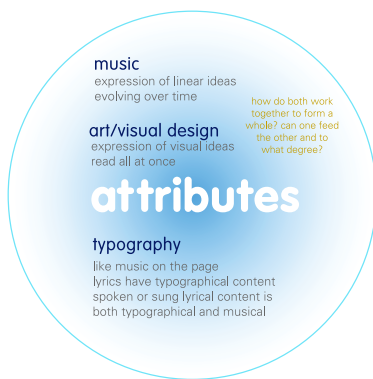 music
expression of linear ideas
evolving over time
how do both work
together to form a
whole? can one feed
the other and to
what degree?
art/visual design
expression of visual ideas
read all at once
attributes
typography
like music on the page
lyrics have typographical content
spoken or sung lyrical content is
both typographical and musical